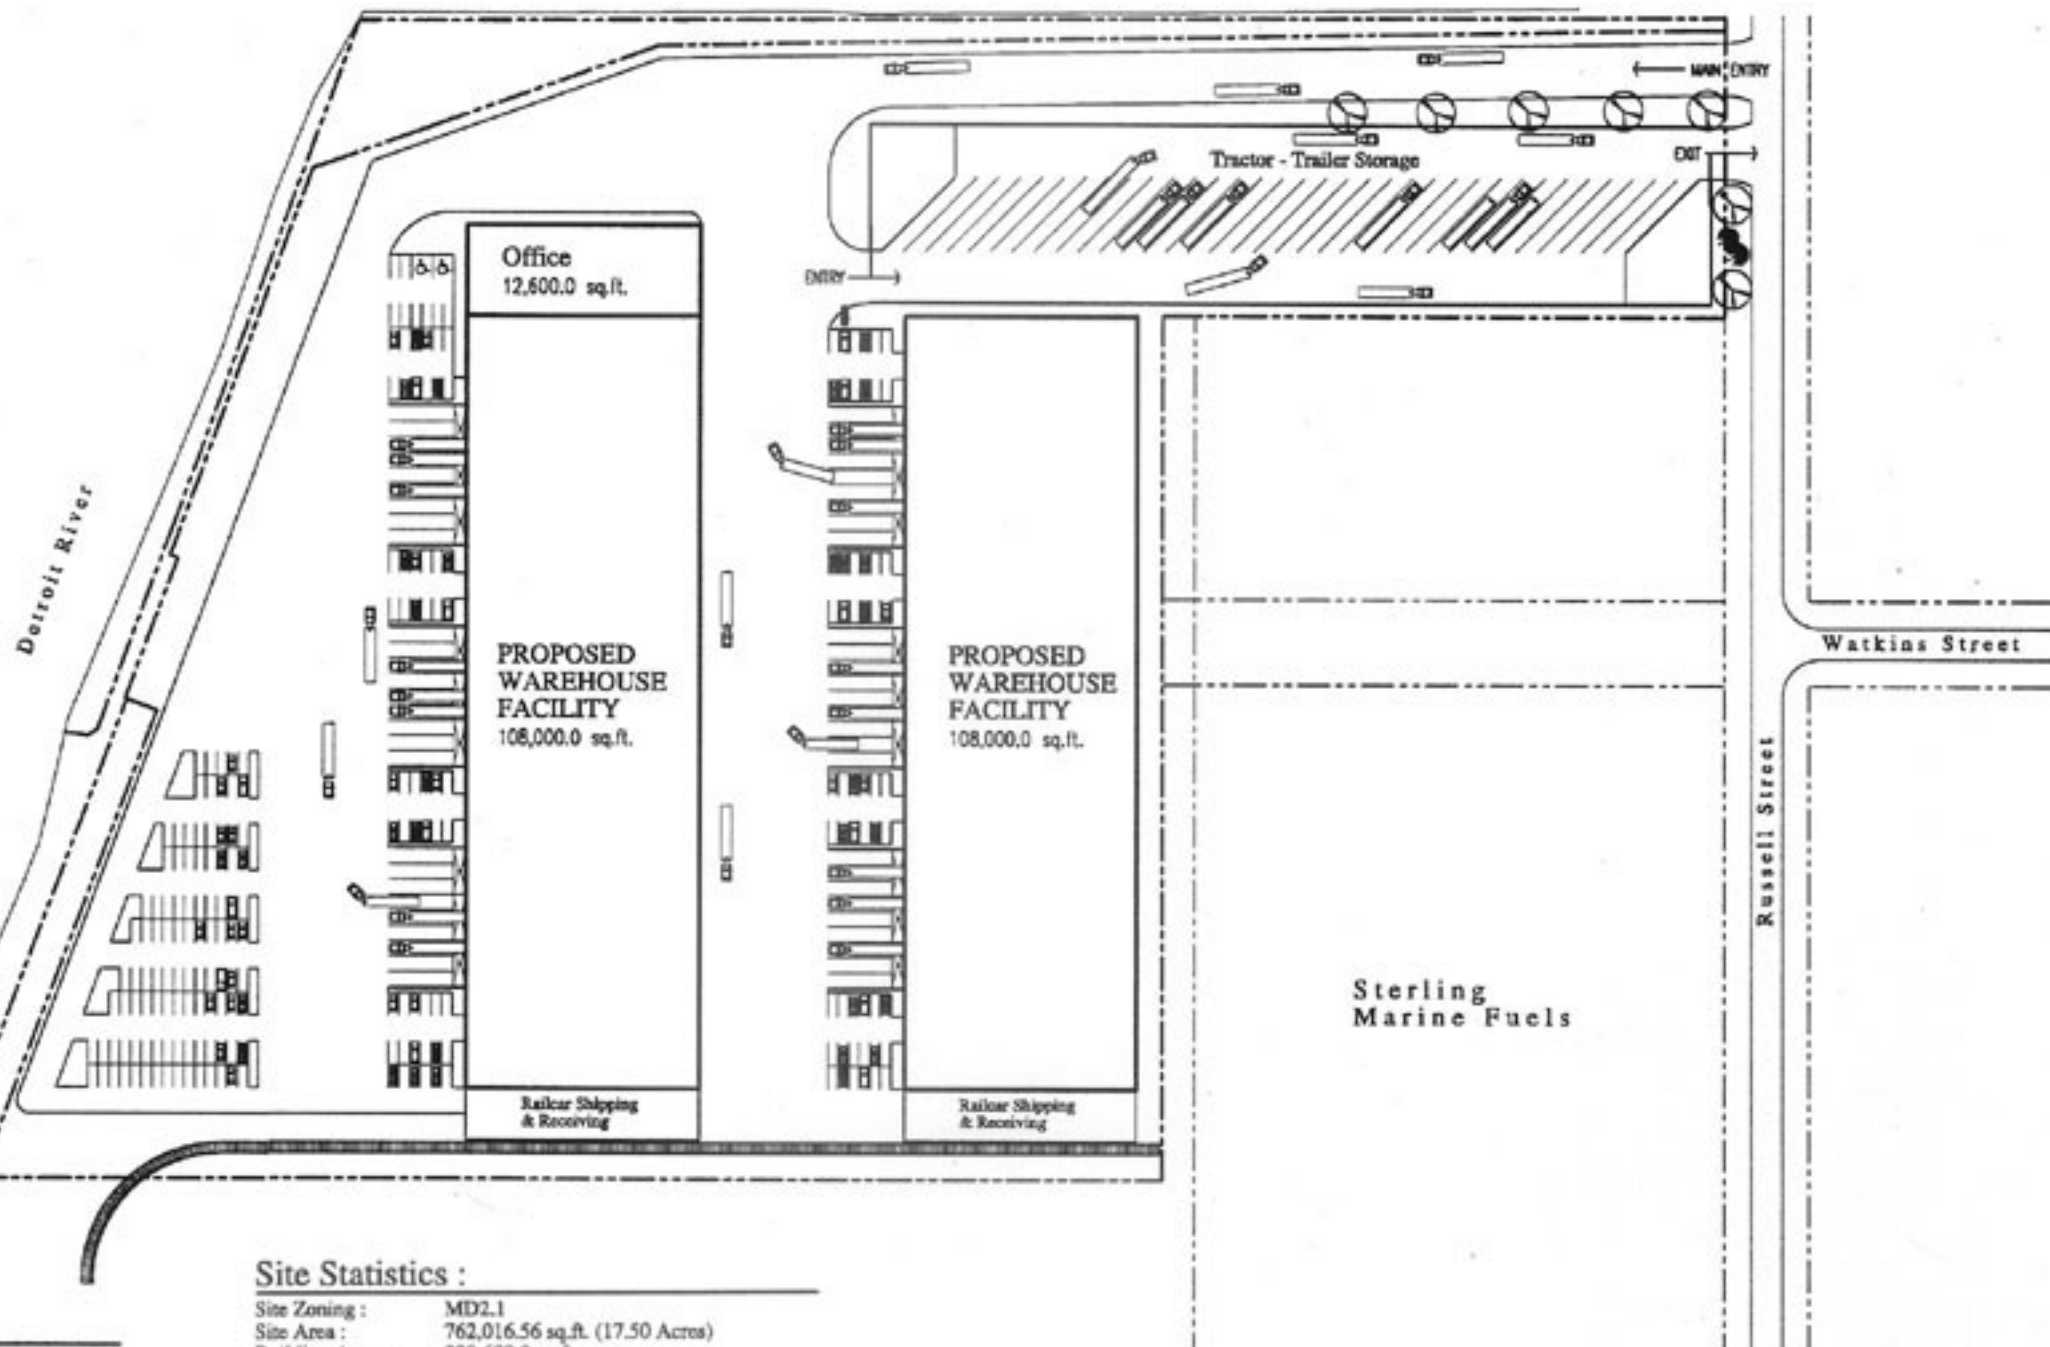 MAIN ENTRY
Tractor - Trailer Storage
EXIT
Office
12,600.0 sq.ft.
ENTRY
Detroit River
PROPOSED
WAREHOUSE
FACILITY
108,000.0 sq.ft.
PROPOSED
WAREHOUSE
FACILITY
108,000.0 sq.ft.
Watkins Street
Russell Street
Sterling
Marine Fuels
Railcar Shipping
& Receiving
Railcar Shipping
& Receiving
Site Statistics :
Site Zoning : MD2.1
Site Area : 762,016.56 sq.ft. (17.50 Acres)